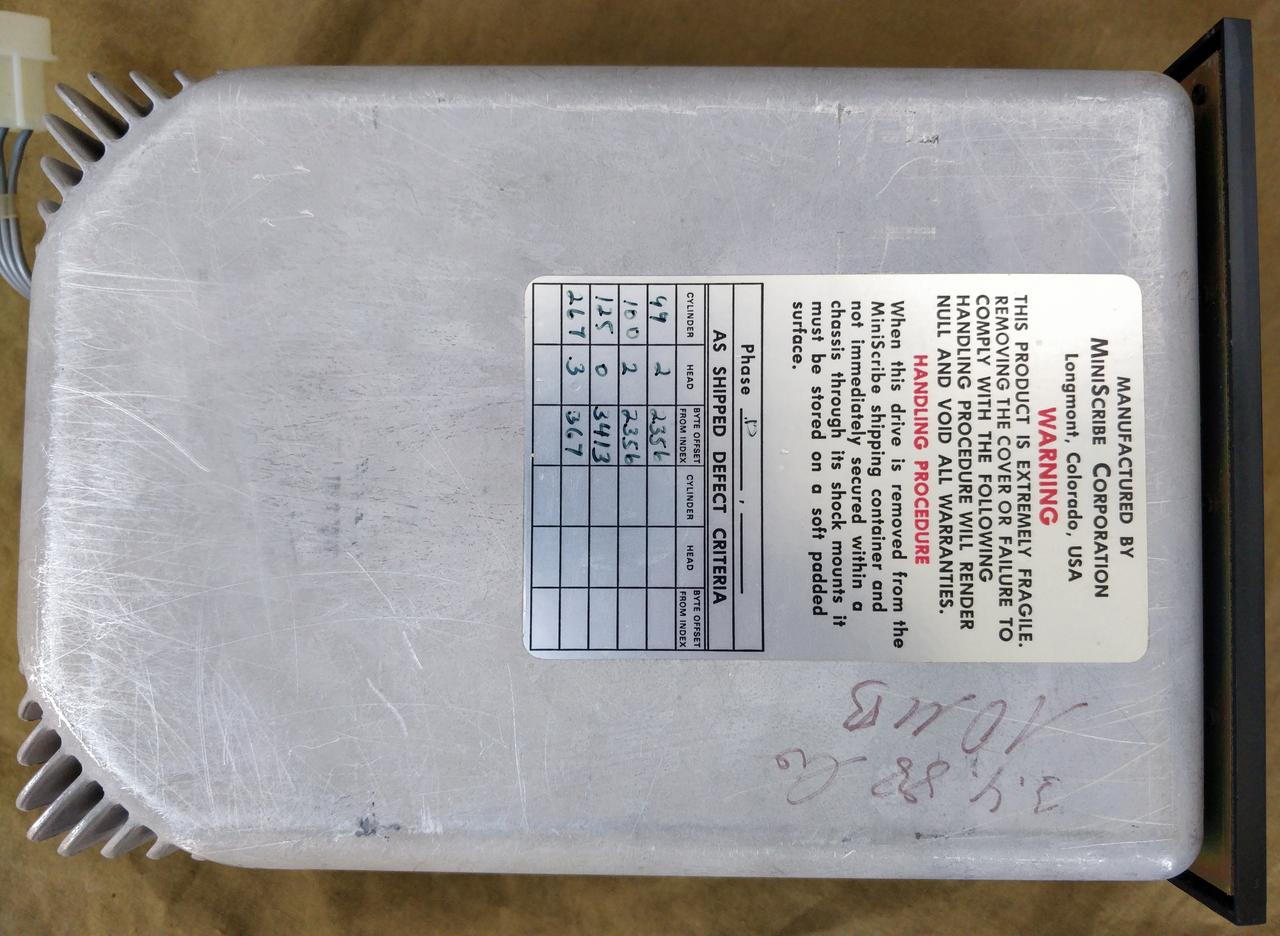 MANUFACTURED BY
MINISCRIBE CORPORATION
Longmont, Colorado, USA
WARNING
THIS PRODUCT IS EXTREMELY FRAGILE.
REMOVING THE COVER OR FAILURE TO
COMPLY WITH THE FOLLOWING
HANDLING PROCEDURE WILL RENDER
NULL AND VOID ALL WARRANTIES.
HANDLING PROCEDURE
When this drive is removed from the
MiniScribe shipping container and
not immediately secured within a
chassis through its shock mounts it
must be stored on a soft padded
surface.
Phase ,
AS SHIPPED DEFECT CRITERIA
CYLINDER HEAD BYTE OFFSET FROM INDEX CYLINDER HEAD BYTE OFFSET FROM INDEX
99 2 2356
100 2 2356
125 0 3413
267 3 367
10MB
3.4.88